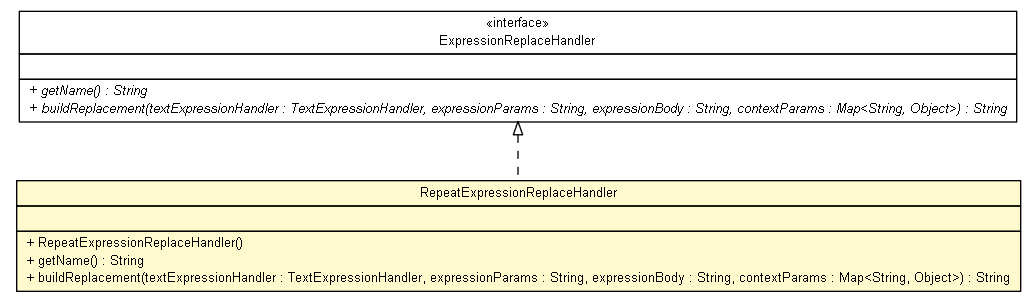 «interface»
ExpressionReplaceHandler
+ getName() : String
+ buildReplacement(textExpressionHandler : TextExpressionHandler, expressionParams : String, expressionBody : String, contextParams : Map<String, Object>) : String
RepeatExpressionReplaceHandler
+ RepeatExpressionReplaceHandler()
+ getName() : String
+ buildReplacement(textExpressionHandler : TextExpressionHandler, expressionParams : String, expressionBody : String, contextParams : Map<String, Object>) : String